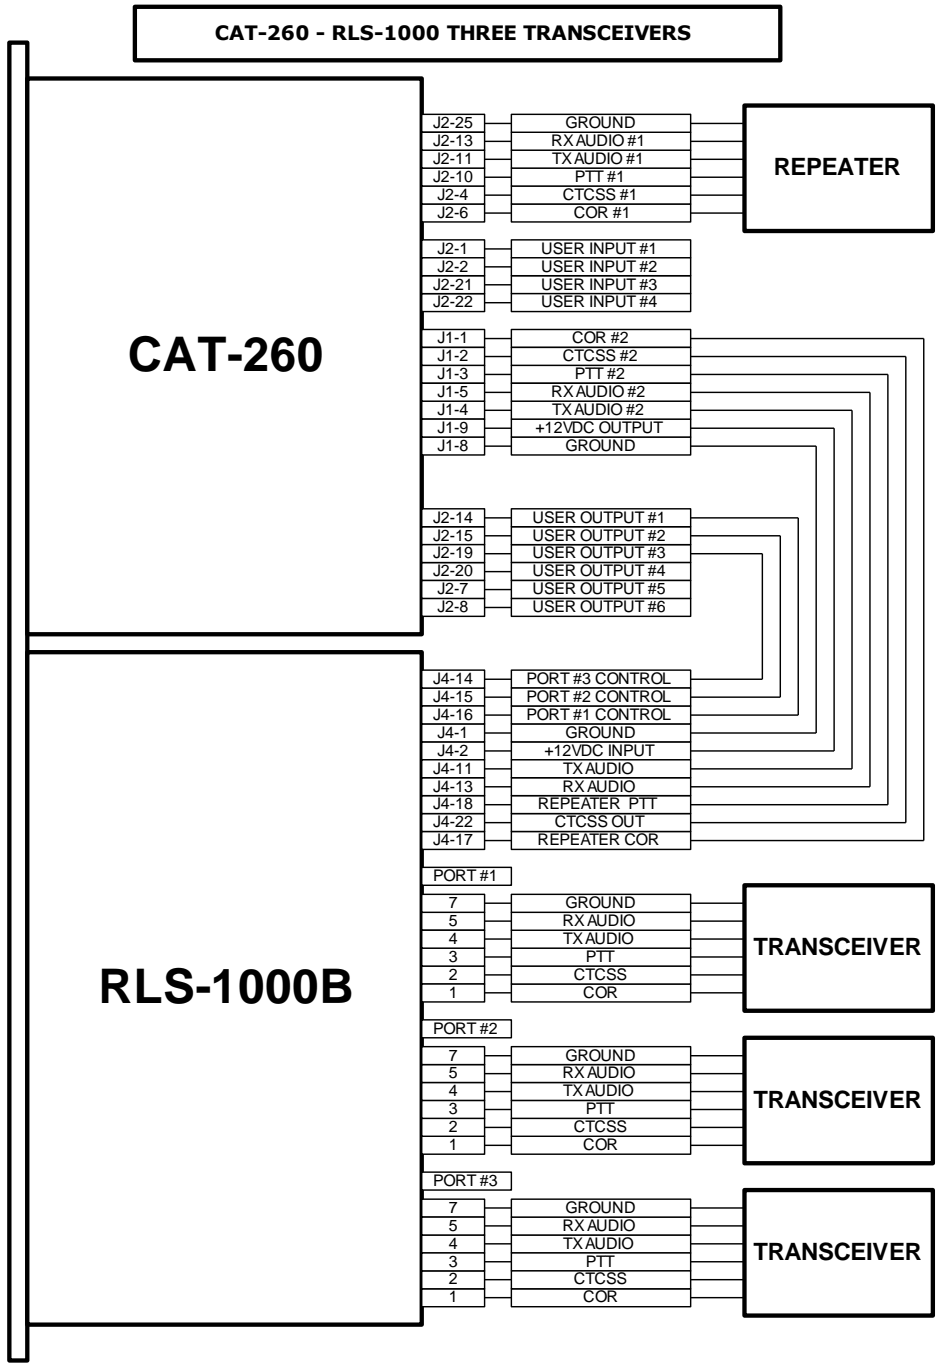 CAT-260 - RLS-1000 THREE TRANSCEIVERS
J2-25 GROUND
J2-13 RX AUDIO #1
J2-11 TX AUDIO #1
J2-10 PTT #1
J2-4 CTCSS #1
J2-6 COR #1
REPEATER
J2-1 USER INPUT #1
J2-2 USER INPUT #2
J2-21 USER INPUT #3
J2-22 USER INPUT #4
CAT-260
J1-1 COR #2
J1-2 CTCSS #2
J1-3 PTT #2
J1-5 RX AUDIO #2
J1-4 TX AUDIO #2
J1-9 +12VDC OUTPUT
J1-8 GROUND
J2-14 USER OUTPUT #1
J2-15 USER OUTPUT #2
J2-19 USER OUTPUT #3
J2-20 USER OUTPUT #4
J2-7 USER OUTPUT #5
J2-8 USER OUTPUT #6
J4-14 PORT #3 CONTROL
J4-15 PORT #2 CONTROL
J4-16 PORT #1 CONTROL
J4-1 GROUND
J4-2 +12VDC INPUT
J4-11 TX AUDIO
J4-13 RX AUDIO
J4-18 REPEATER PTT
J4-22 CTCSS OUT
J4-17 REPEATER COR
RLS-1000B
PORT #1
7 GROUND
5 RX AUDIO
4 TX AUDIO
3 PTT
2 CTCSS
1 COR
TRANSCEIVER
PORT #2
7 GROUND
5 RX AUDIO
4 TX AUDIO
3 PTT
2 CTCSS
1 COR
TRANSCEIVER
PORT #3
7 GROUND
5 RX AUDIO
4 TX AUDIO
3 PTT
2 CTCSS
1 COR
TRANSCEIVER